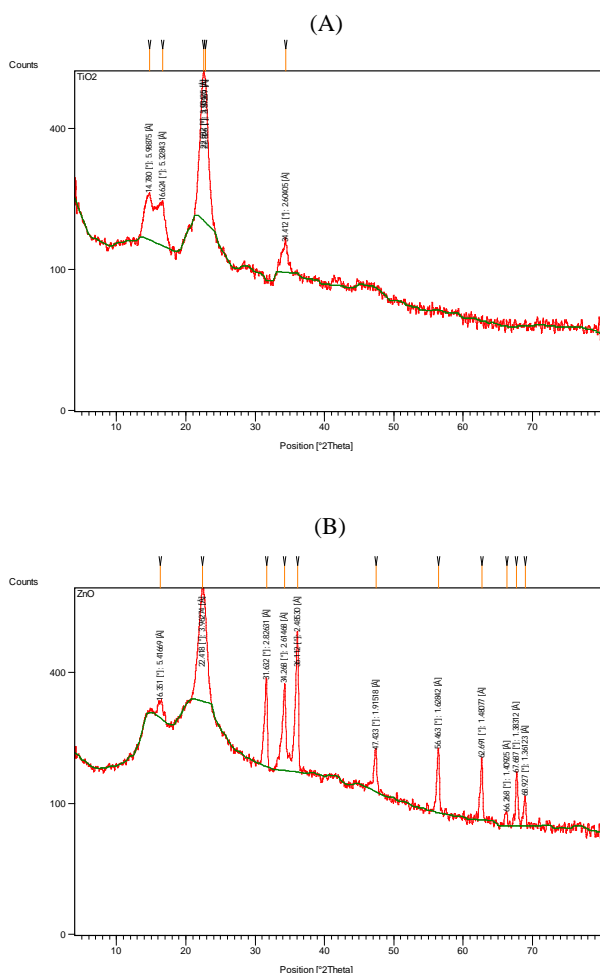 (A)
Counts
TiO2
400
100
0
14.780 [°]; 5.98875 [Å]
16.624 [°]; 5.32843 [Å]
34.412 [°]; 2.60405 [Å]
10 20 30 40 50 60 70
Position [°2Theta]
(B)
Counts
ZnO
400
100
0
16.351 [°]; 5.41669 [Å]
22.418 [°]; 3.96274 [Å]
31.632 [°]; 2.82631 [Å]
34.268 [°]; 2.61468 [Å]
36.112 [°]; 2.48530 [Å]
47.433 [°]; 1.91518 [Å]
56.463 [°]; 1.62842 [Å]
62.691 [°]; 1.48077 [Å]
66.268 [°]; 1.40925 [Å]
67.687 [°]; 1.38312 [Å]
68.927 [°]; 1.36123 [Å]
10 20 30 40 50 60 70
Position [°2Theta]